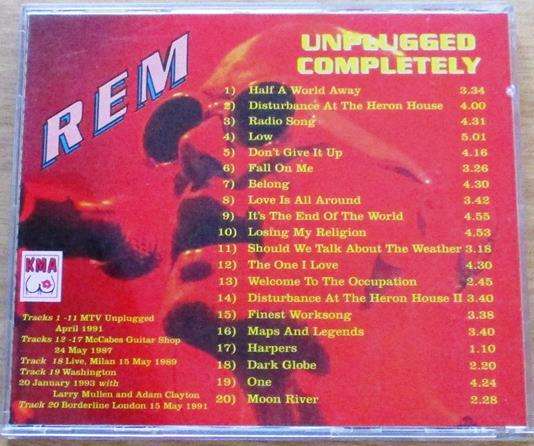 REM
UNPLUGGED
COMPLETELY
1) Half A World Away 3.34
2) Disturbance At The Heron House 4.00
3) Radio Song 4.31
4) Low 5.01
5) Don't Give It Up 4.16
6) Fall On Me 3.26
7) Belong 4.30
8) Love Is All Around 3.42
9) It's The End Of The World 4.55
10) Losing My Religion 4.53
11) Should We Talk About The Weather 3.18
12) The One I Love 4.30
13) Welcome To The Occupation 2.45
14) Disturbance At The Heron House II 3.40
15) Finest Worksong 3.38
16) Maps And Legends 3.40
17) Harpers 1.10
18) Dark Globe 2.20
19) One 4.24
20) Moon River 2.28
KMA
Tracks 1 -11 MTV Unplugged
April 1991
Tracks 12 -17 McCabes Guitar Shop
24 May 1987
Track 18 Live, Milan 15 May 1989
Track 19 Washington
20 January 1993 with
Larry Mullen and Adam Clayton
Track 20 Borderline London 15 May 1991